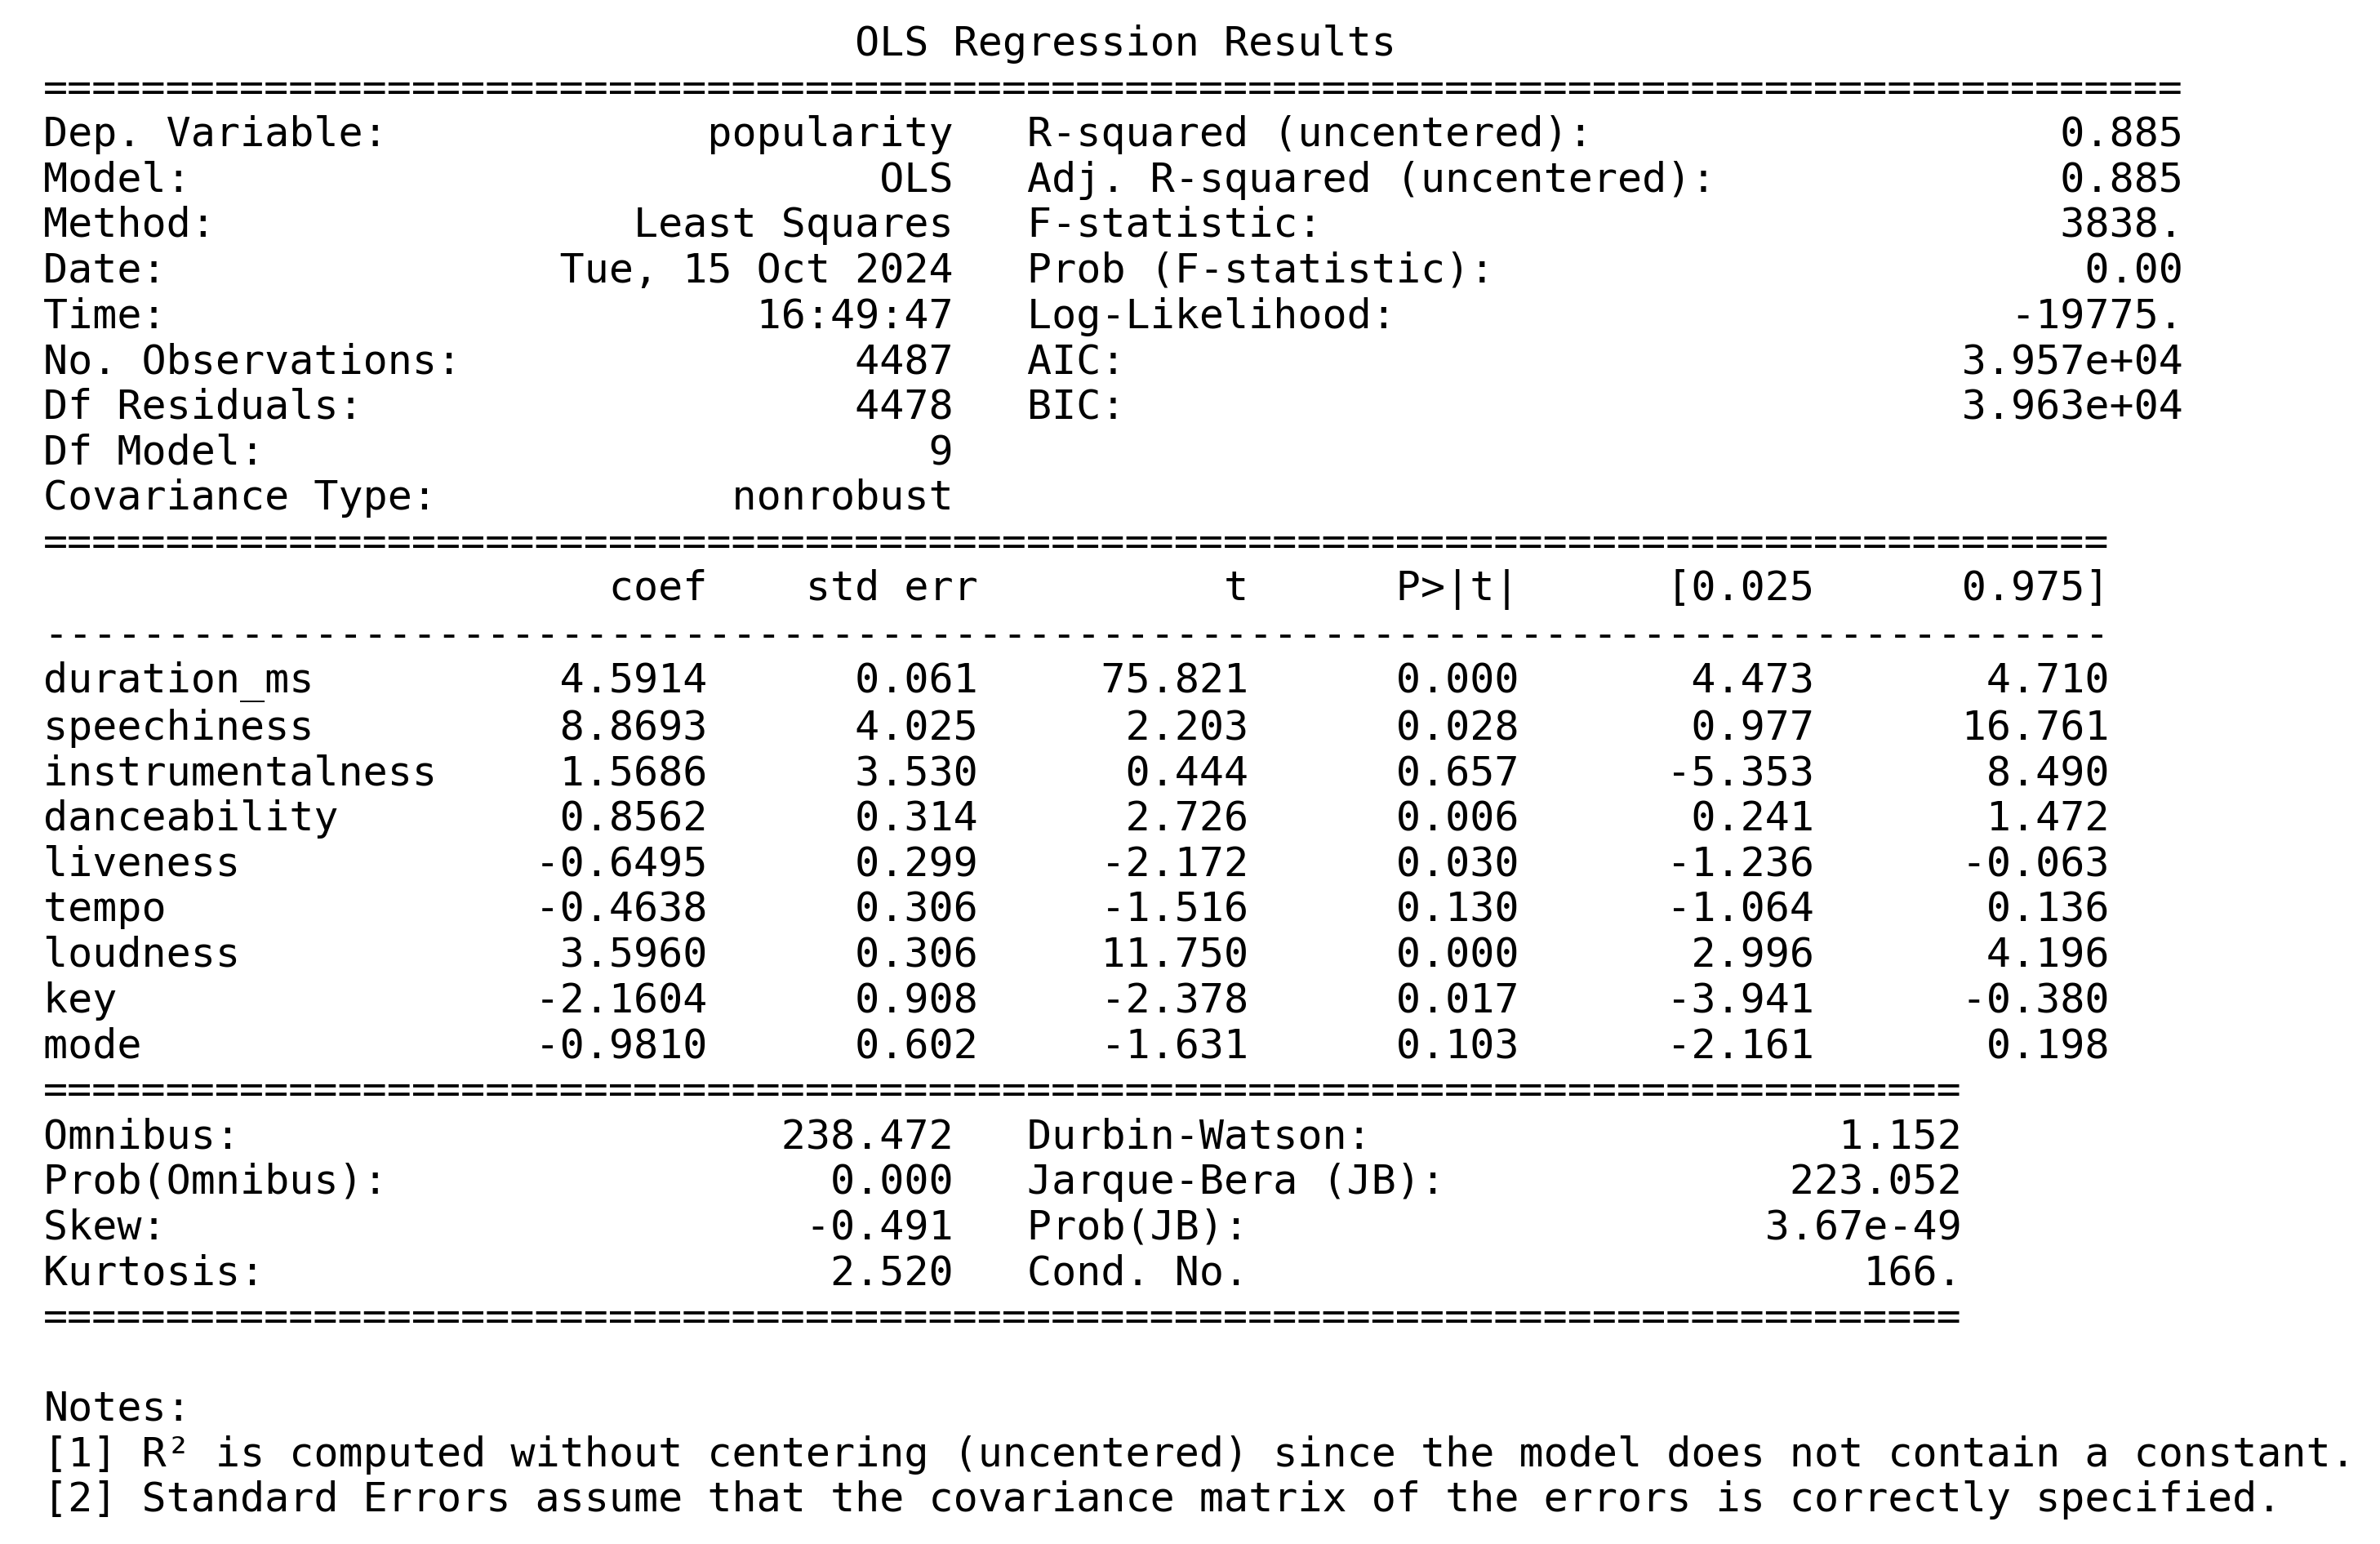 OLS Regression Results
==============================================================================
Dep. Variable: popularity R-squared (uncentered): 0.885
Model: OLS Adj. R-squared (uncentered): 0.885
Method: Least Squares F-statistic: 3838.
Date: Tue, 15 Oct 2024 Prob (F-statistic): 0.00
Time: 16:49:47 Log-Likelihood: -19775.
No. Observations: 4487 AIC: 3.957e+04
Df Residuals: 4478 BIC: 3.963e+04
Df Model: 9
Covariance Type: nonrobust
==============================================================================
coef std err t P>|t| [0.025 0.975]
------------------------------------------------------------------------------
duration_ms 4.5914 0.061 75.821 0.000 4.473 4.710
speechiness 8.8693 4.025 2.203 0.028 0.977 16.761
instrumentalness 1.5686 3.530 0.444 0.657 -5.353 8.490
danceability 0.8562 0.314 2.726 0.006 0.241 1.472
liveness -0.6495 0.299 -2.172 0.030 -1.236 -0.063
tempo -0.4638 0.306 -1.516 0.130 -1.064 0.136
loudness 3.5960 0.306 11.750 0.000 2.996 4.196
key -2.1604 0.908 -2.378 0.017 -3.941 -0.380
mode -0.9810 0.602 -1.631 0.103 -2.161 0.198
==============================================================================
Omnibus: 238.472 Durbin-Watson: 1.152
Prob(Omnibus): 0.000 Jarque-Bera (JB): 223.052
Skew: -0.491 Prob(JB): 3.67e-49
Kurtosis: 2.520 Cond. No. 166.
==============================================================================
Notes:
[1] R² is computed without centering (uncentered) since the model does not contain a constant.
[2] Standard Errors assume that the covariance matrix of the errors is correctly specified.